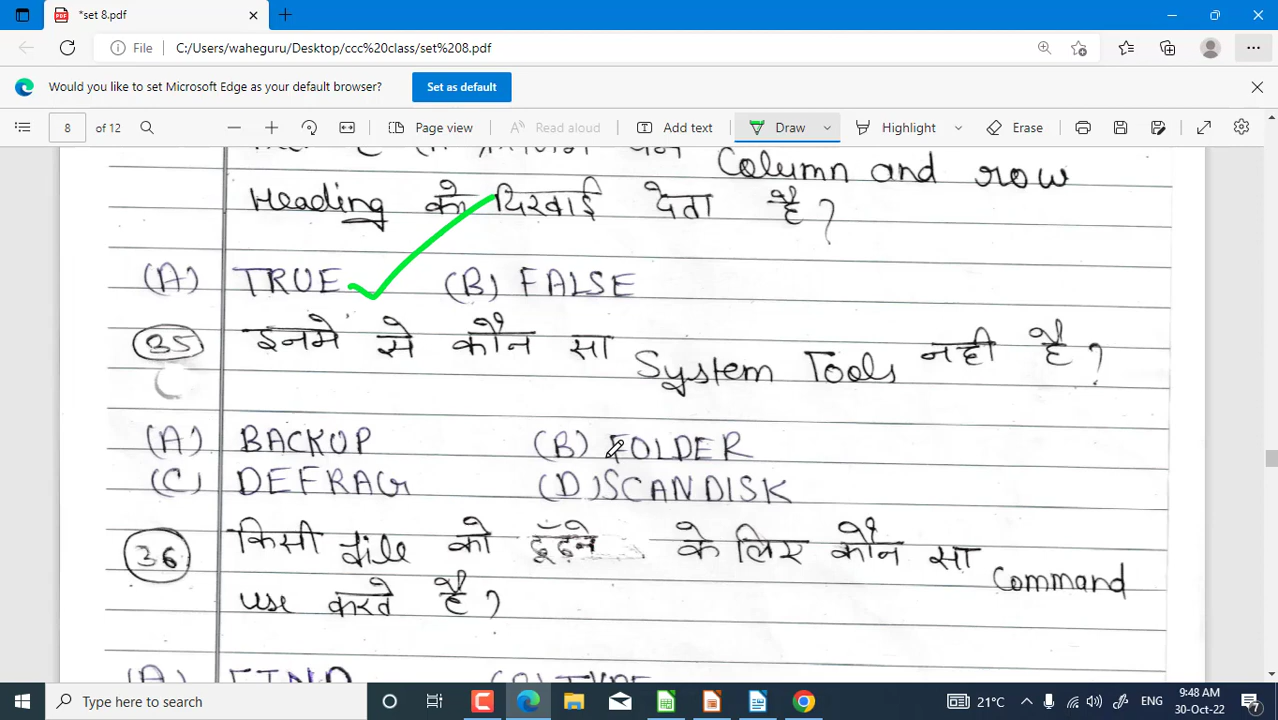 *set 8.pdf
File C:/Users/waheguru/Desktop/ccc%20class/set%208.pdf
Would you like to set Microsoft Edge as your default browser? Set as default
8 of 12 Page view Read aloud Add text Draw Highlight Erase
Column and row
Heading को दिखाई देता है?
(A) TRUE (B) FALSE
35 इनमे से कौन सा System Tools नही है?
(A) BACKUP (B) FOLDER
(C) DEFRAG (D) SCANDISK
36 किसी file को ढूँढ़ने के लिए कौन सा Command
use करते है?
(A) FIND (B) TYPE
Type here to search 21°C ENG 9:48 AM
30-Oct-22 7